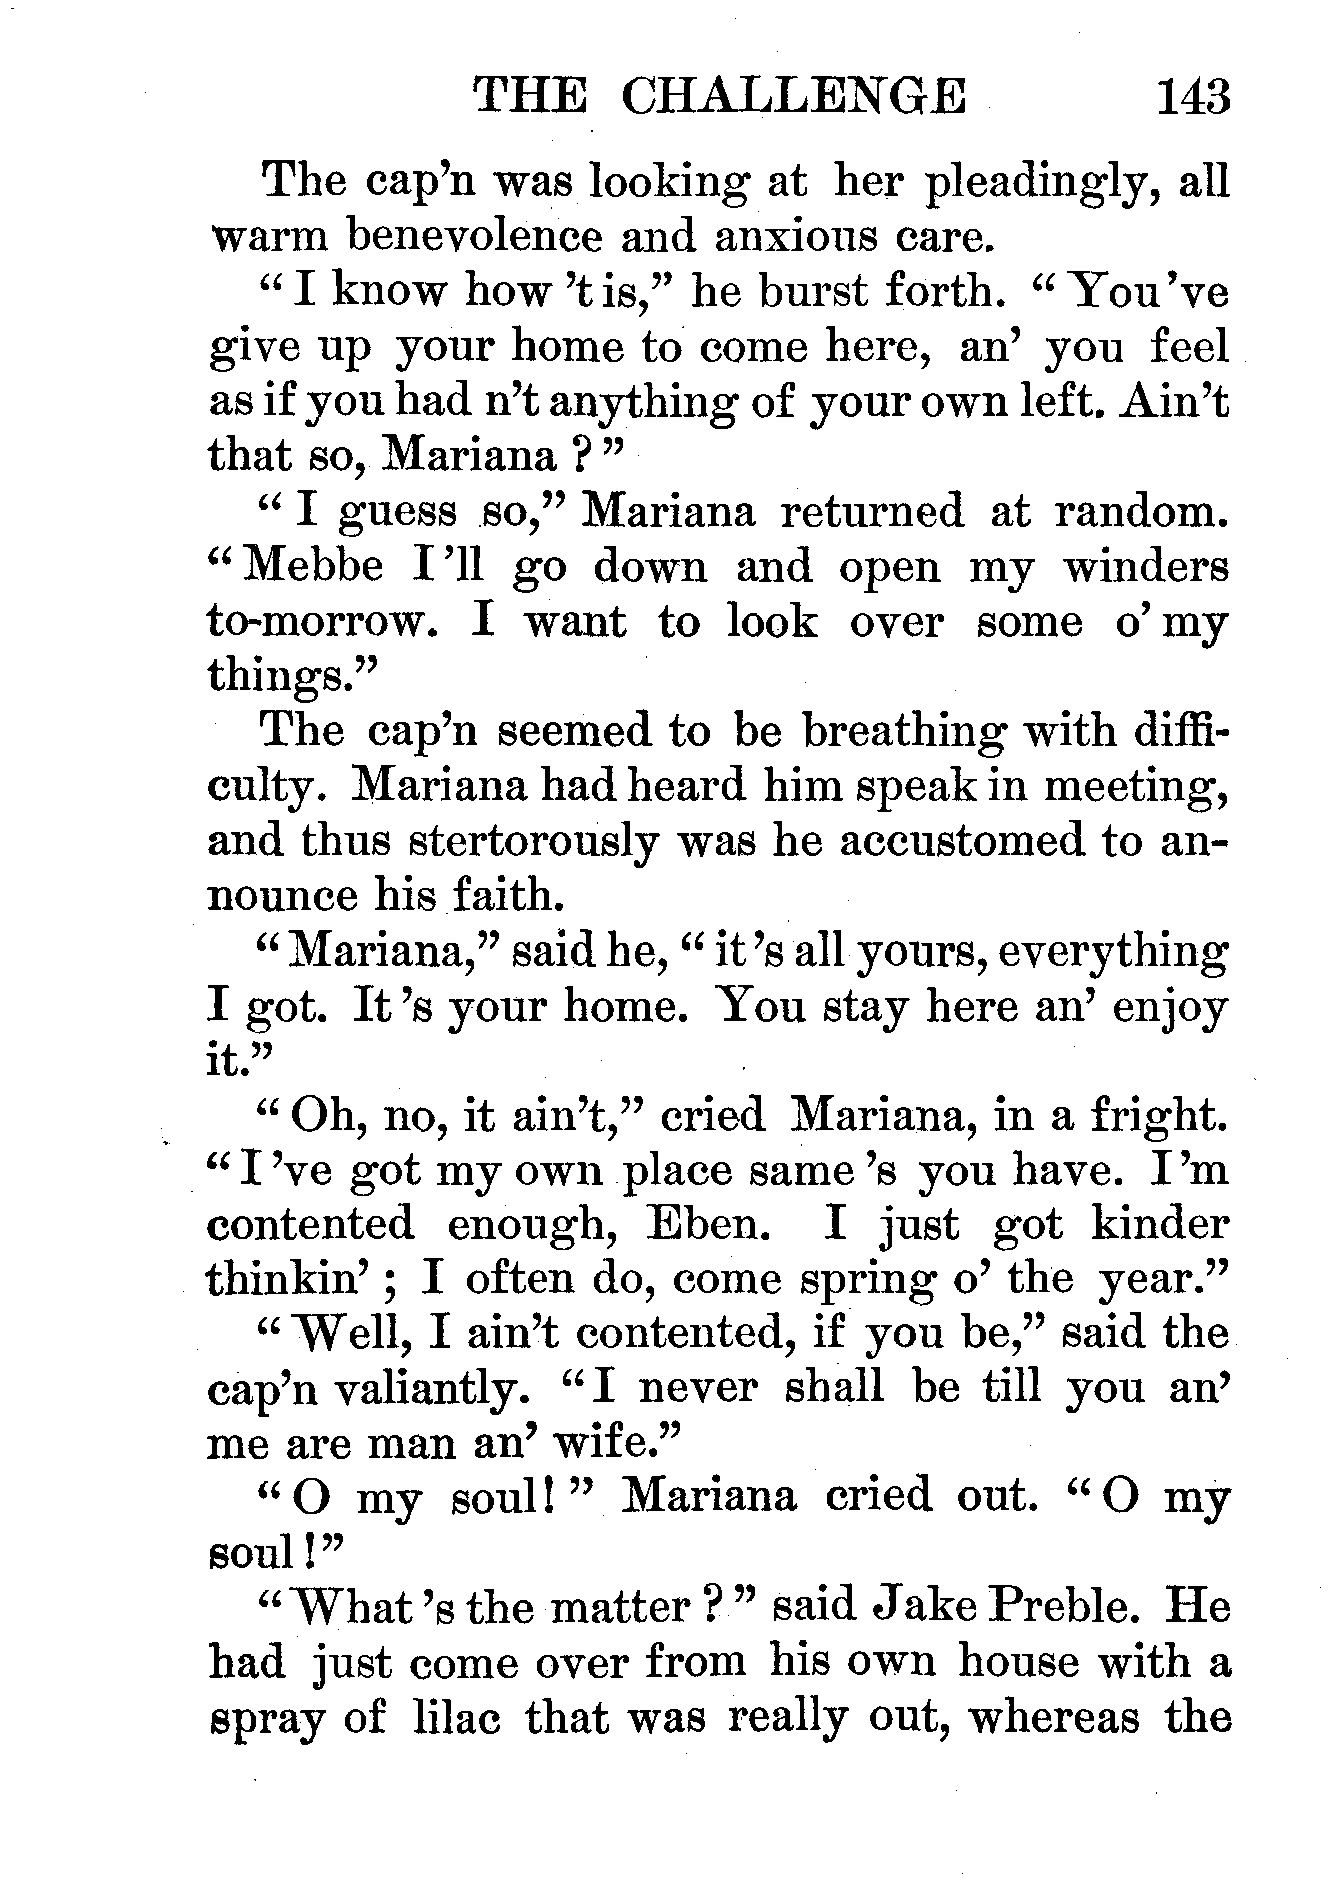 THE CHALLENGE 143
The cap'n was looking at her pleadingly, all
warm benevolence and anxious care.
“ I know how 't is,” he burst forth. “ You 've
give up your home to come here, an' you feel
as if you had n't anything of your own left. Ain't
that so, Mariana ? ”
“ I guess so,” Mariana returned at random.
“ Mebbe I 'll go down and open my winders
to-morrow. I want to look over some o' my
things.”
The cap'n seemed to be breathing with diffi-
culty. Mariana had heard him speak in meeting,
and thus stertorously was he accustomed to an-
nounce his faith.
“ Mariana,” said he, “ it 's all yours, everything
I got. It 's your home. You stay here an' enjoy
it.”
“ Oh, no, it ain't,” cried Mariana, in a fright.
“ I 've got my own place same 's you have. I 'm
contented enough, Eben. I just got kinder
thinkin' ; I often do, come spring o' the year.”
“ Well, I ain't contented, if you be,” said the
cap'n valiantly. “ I never shall be till you an'
me are man an' wife.”
“ O my soul! ” Mariana cried out. “ O my
soul !”
“ What 's the matter ? ” said Jake Preble. He
had just come over from his own house with a
spray of lilac that was really out, whereas the